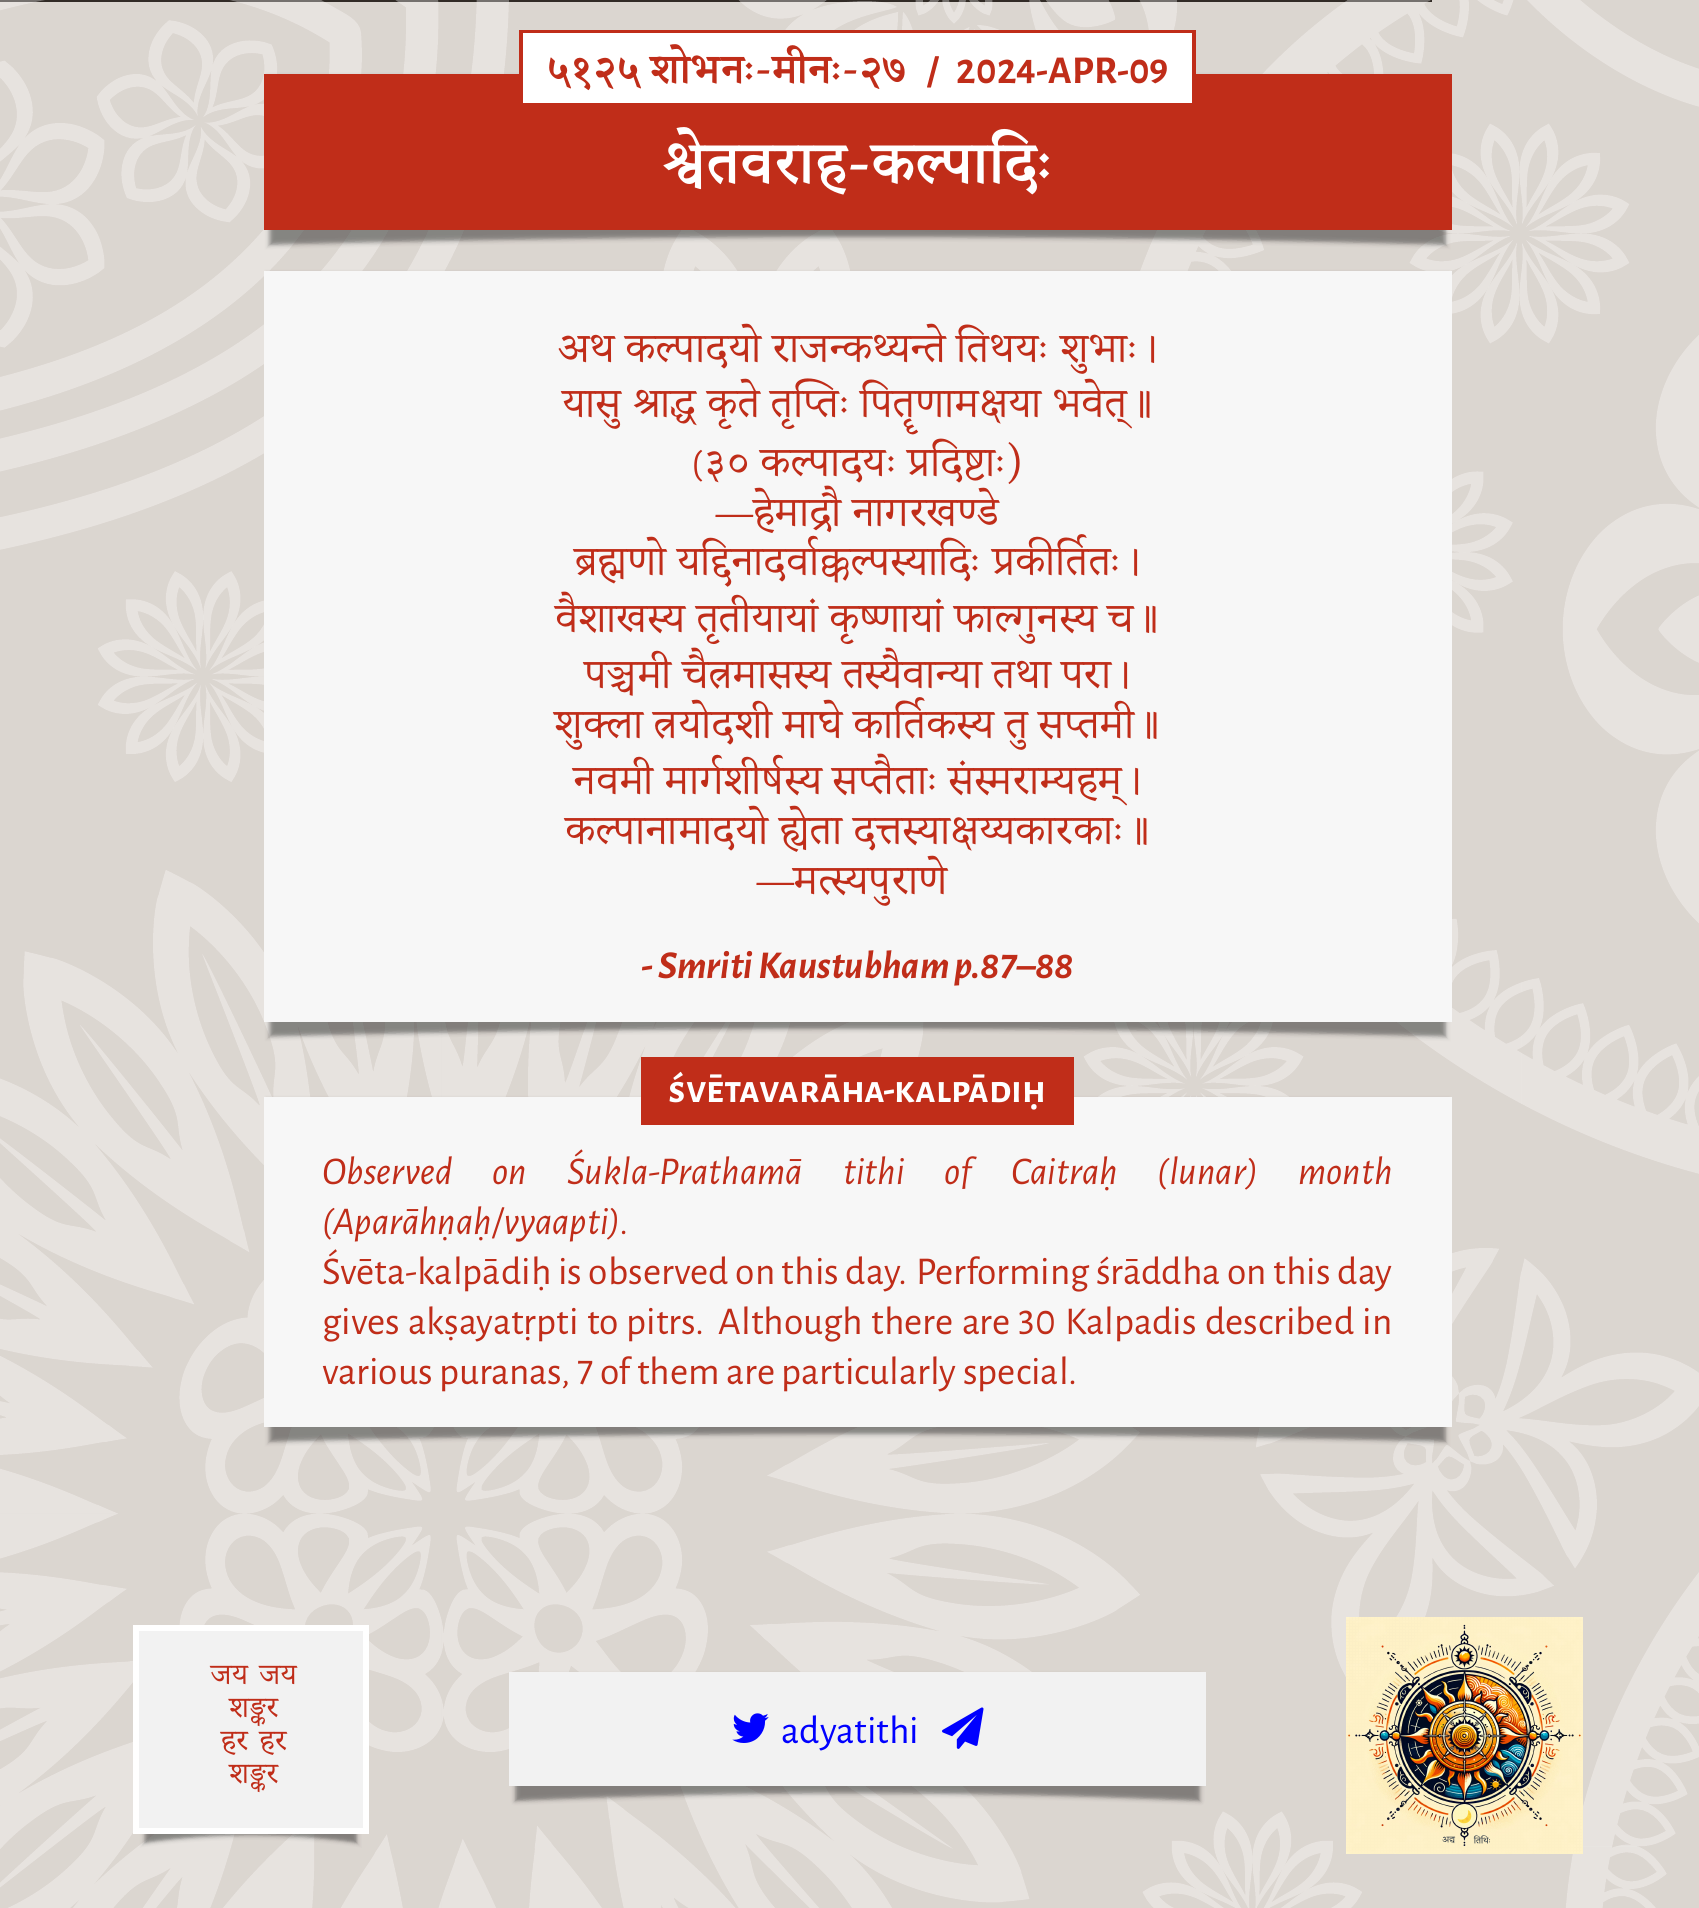 ५१२५ शोभनः-मीनः-२७ / 2024-APR-09
श्वेतवराह-कल्पादिः
अथ कल्पादयो राजन्कथ्यन्ते तिथयः शुभाः।
यासु श्राद्ध कृते तृप्तिः पितॄणामक्षया भवेत्॥
(३० कल्पादयः प्रदिष्टाः)
—हेमाद्रौ नागरखण्डे
ब्रह्मणो यद्दिनादर्वाक्कल्पस्यादिः प्रकीर्तितः।
वैशाखस्य तृतीयायां कृष्णायां फाल्गुनस्य च॥
पञ्चमी चैत्रमासस्य तस्यैवान्या तथा परा।
शुक्ला त्रयोदशी माघे कार्तिकस्य तु सप्तमी॥
नवमी मार्गशीर्षस्य सप्तैताः संस्मराम्यहम्।
कल्पानामादयो ह्येता दत्तस्याक्षय्यकारकाः॥
—मत्स्यपुराणे
- Smriti Kaustubham p.87–88
ŚVĒTAVARĀHA-KALPĀDIḤ
Observed on Śukla-Prathamā tithi of Caitraḥ (lunar) month
(Aparāhṇaḥ/vyaapti).
Śvēta-kalpādiḥ is observed on this day. Performing śrāddha on this day
gives akṣayatṛpti to pitrs. Although there are 30 Kalpadis described in
various puranas, 7 of them are particularly special.
जय जय
शङ्कर
हर हर
शङ्कर
adyatithi
अद्य तिथिः